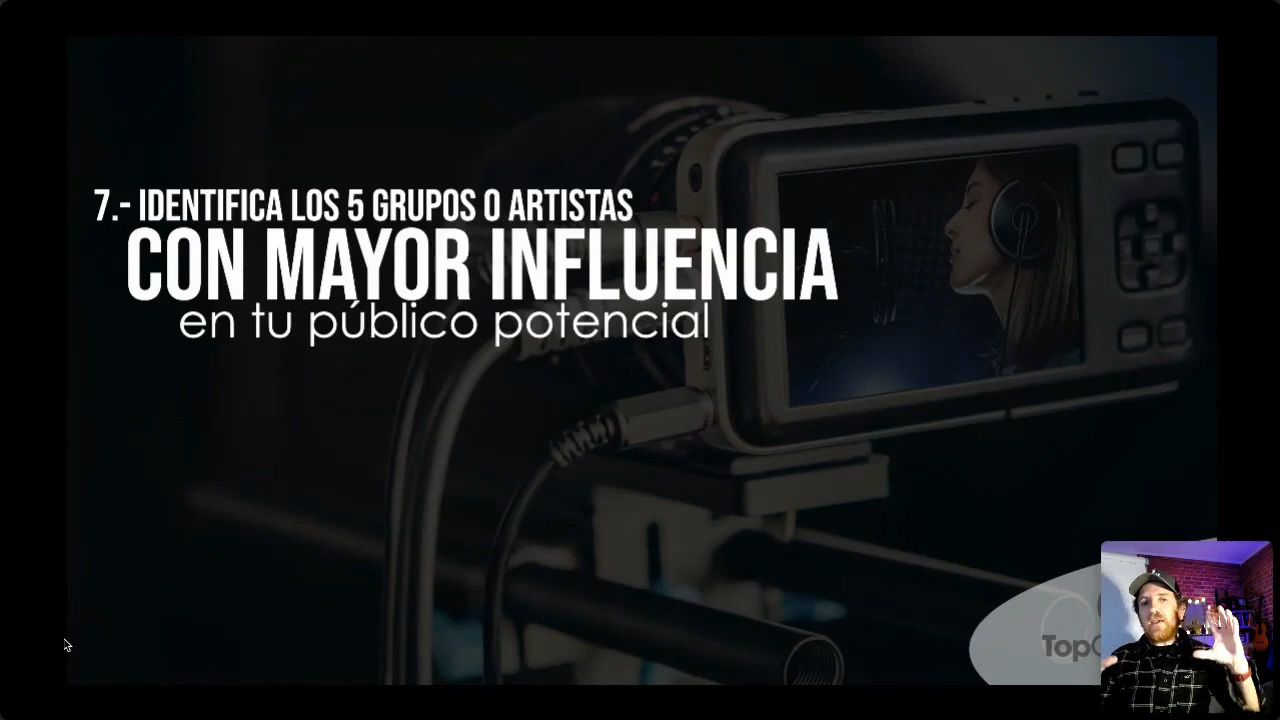 7.- IDENTIFICA LOS 5 GRUPOS O ARTISTAS
CON MAYOR INFLUENCIA
en tu público potencial